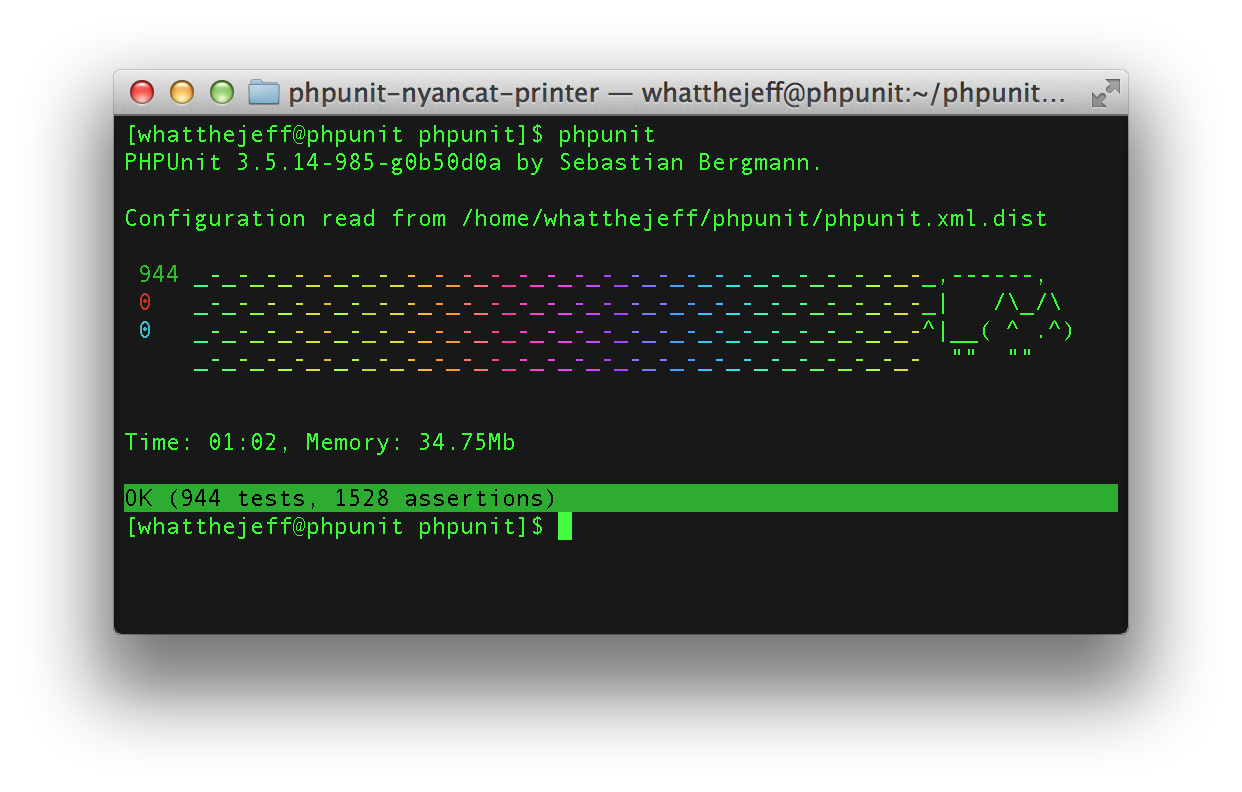 phpunit-nyancat-printer — whatthejeff@phpunit:~/phpunit...
[whatthejeff@phpunit phpunit]$ phpunit
PHPUnit 3.5.14-985-g0b50d0a by Sebastian Bergmann.
Configuration read from /home/whatthejeff/phpunit/phpunit.xml.dist
 944 _-_-_-_-_-_-_-_-_-_-_-_-_-_-_-_-_-_-_-_-_-_-_-_-_-_-_,------,
 0   _-_-_-_-_-_-_-_-_-_-_-_-_-_-_-_-_-_-_-_-_-_-_-_-_-_-_|   /\_/\
 0   _-_-_-_-_-_-_-_-_-_-_-_-_-_-_-_-_-_-_-_-_-_-_-_-_-_-^|__( ^ .^)
     _-_-_-_-_-_-_-_-_-_-_-_-_-_-_-_-_-_-_-_-_-_-_-_-_-_-  ""  ""
Time: 01:02, Memory: 34.75Mb
OK (944 tests, 1528 assertions)
[whatthejeff@phpunit phpunit]$